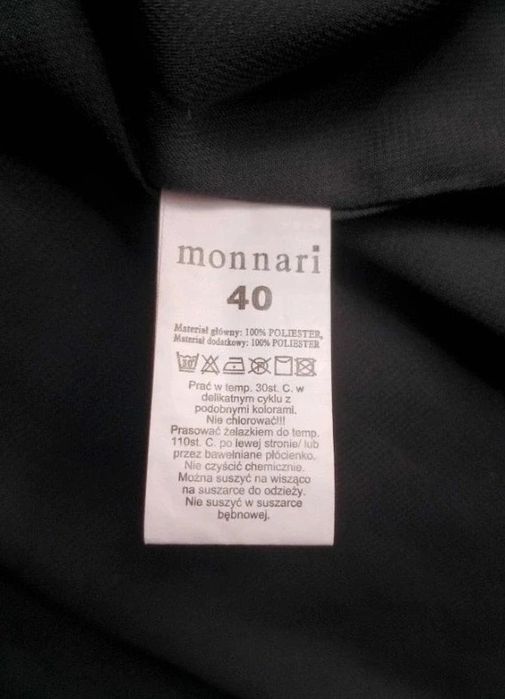 monnari
40
Materiał główny: 100% POLIESTER,
Materiał dodatkowy: 100% POLIESTER
30
Prać w temp. 30st. C. w
delikatnym cyklu z
podobnymi kolorami.
Nie chlorować!!!
Prasować żelazkiem do temp.
110st. C. po lewej stronie/ lub
przez bawełniane płócienko.
Nie czyścić chemicznie.
Można suszyć na wisząco
na suszarce do odzieży.
Nie suszyć w suszarce
bębnowej.